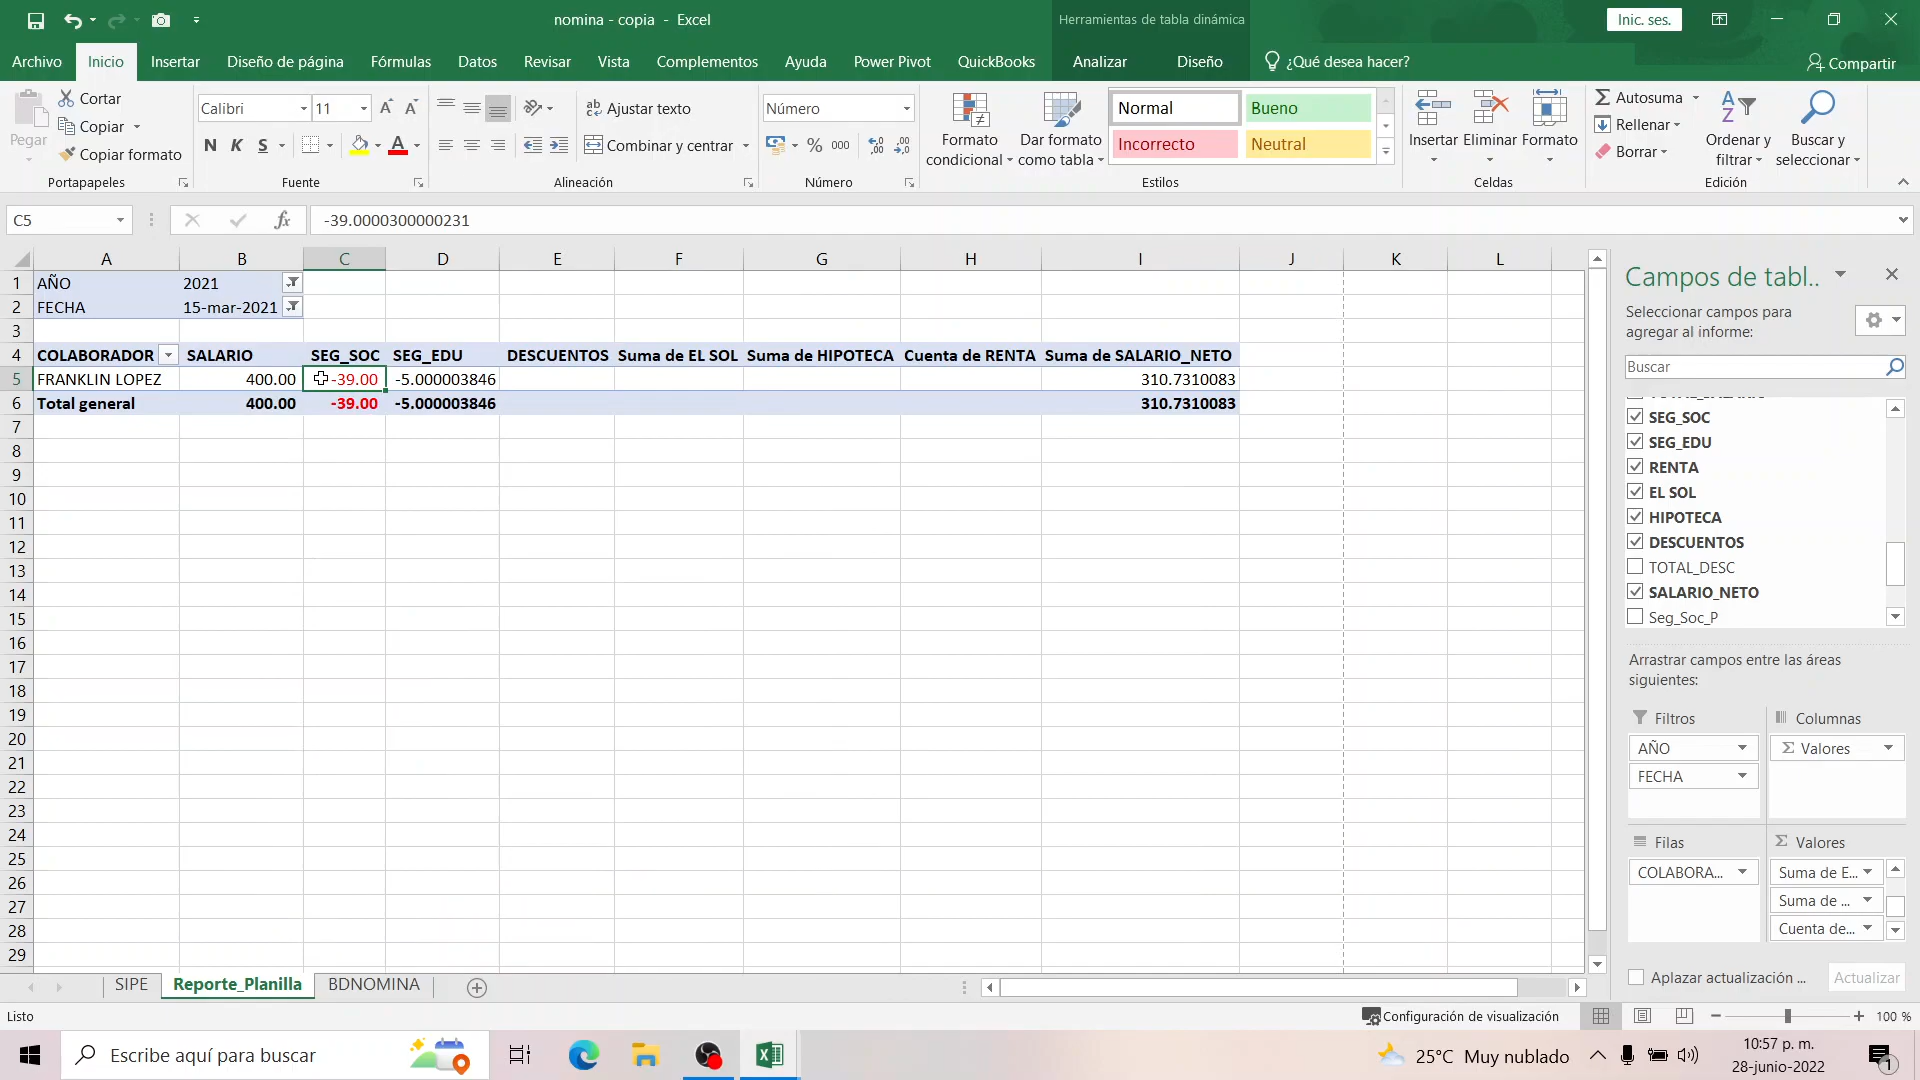 nomina - copia - Excel
Herramientas de tabla dinámica
Inic. ses.
Archivo Inicio Insertar Diseño de página Fórmulas Datos Revisar Vista Complementos Ayuda Power Pivot QuickBooks Analizar Diseño ¿Qué desea hacer? Compartir
Pegar
Cortar
Copiar
Copiar formato
Portapapeles
Calibri 11
N K S
Fuente
Ajustar texto
Combinar y centrar
Alineación
Número
% 000
Número
Formato condicional
Dar formato como tabla
Normal Bueno
Incorrecto Neutral
Estilos
Insertar Eliminar Formato
Celdas
Autosuma
Rellenar
Borrar
Ordenar y filtrar
Buscar y seleccionar
Edición
C5 fx -39.0000300000231
A B C D E F G H I J K L
1 AÑO 2021
2 FECHA 15-mar-2021
3
4 COLABORADOR SALARIO SEG_SOC SEG_EDU DESCUENTOS Suma de EL SOL Suma de HIPOTECA Cuenta de RENTA Suma de SALARIO_NETO
5 FRANKLIN LOPEZ 400.00 -39.00 -5.000003846 310.7310083
6 Total general 400.00 -39.00 -5.000003846 310.7310083
7
8
9
10
11
12
13
14
15
16
17
18
19
20
21
22
23
24
25
26
27
28
29
Campos de tabl..
Seleccionar campos para
agregar al informe:
Buscar
SEG_SOC
SEG_EDU
RENTA
EL SOL
HIPOTECA
DESCUENTOS
TOTAL_DESC
SALARIO_NETO
Seg_Soc_P
Arrastrar campos entre las áreas
siguientes:
Filtros
AÑO
FECHA
Columnas
Σ Valores
Filas
COLABORA...
Σ Valores
Suma de E...
Suma de ...
Cuenta de...
Aplazar actualización ... Actualizar
SIPE Reporte_Planilla BDNOMINA
Listo
Configuración de visualización
100 %
Escribe aquí para buscar
25°C Muy nublado
10:57 p. m.
28-junio-2022
1